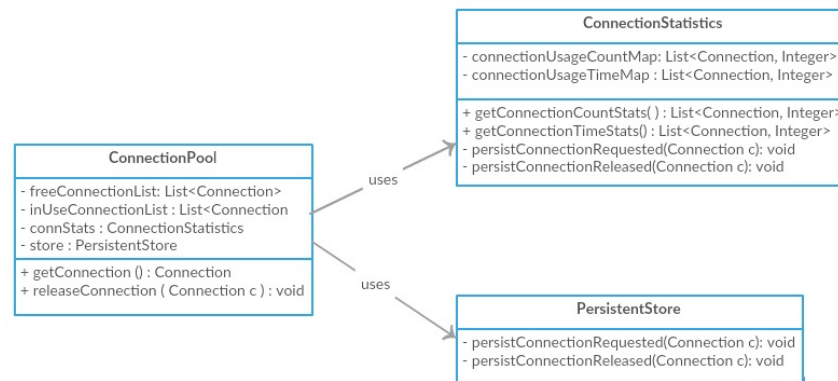 ConnectionStatistics
- connectionUsageCountMap: List<Connection, Integer>
- connectionUsageTimeMap : List<Connection, Integer>
+ getConnectionCountStats( ) : List<Connection, Integer>
+ getConnectionTimeStats() : List<Connection, Integer>
- persistConnectionRequested(Connection c): void
- persistConnectionReleased(Connection c): void
ConnectionPool
- freeConnectionList: List<Connection>
- inUseConnectionList : List<Connection
- connStats : ConnectionStatistics
- store : PersistentStore
+ getConnection () : Connection
+ releaseConnection ( Connection c ) : void
uses
uses
PersistentStore
- persistConnectionRequested(Connection c): void
- persistConnectionReleased(Connection c): void